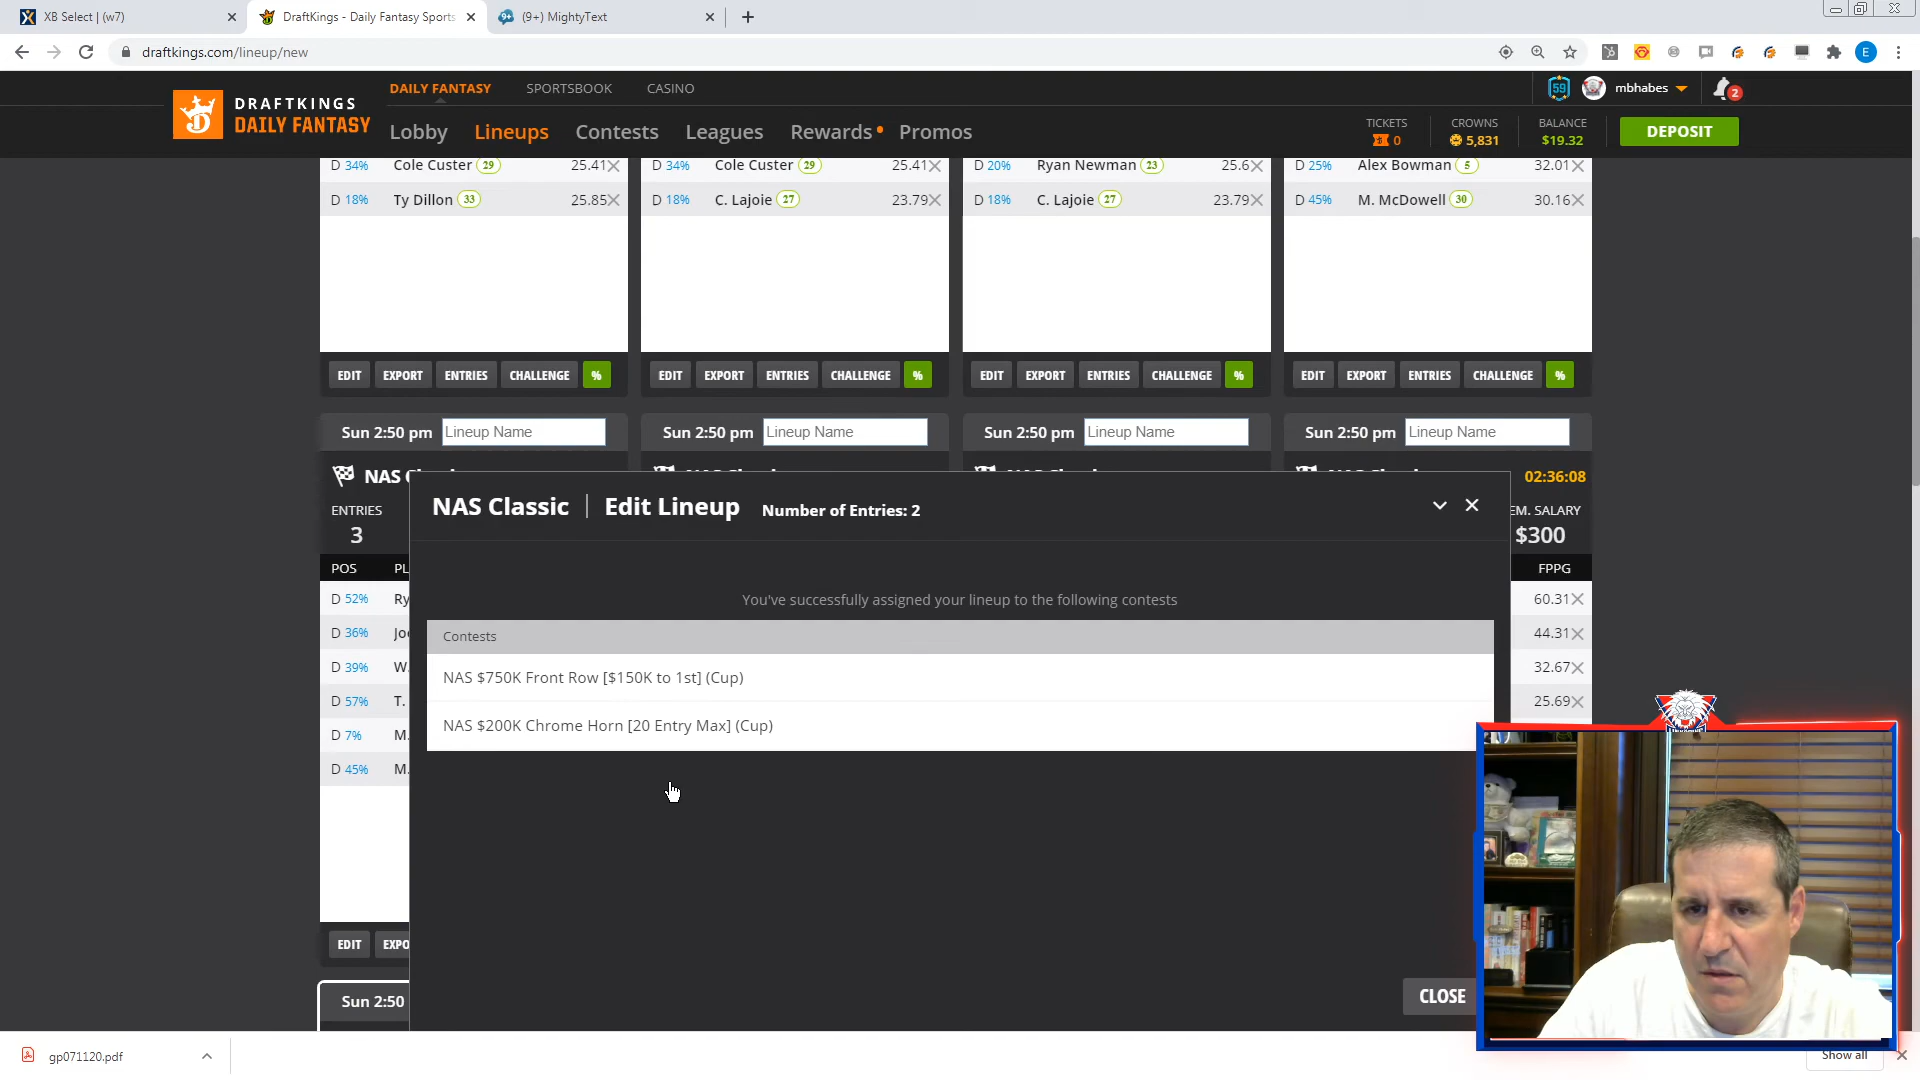 XB Select | (w7)
DraftKings - Daily Fantasy Sports
(9+) MightyText
draftkings.com/lineup/new
E
DAILY FANTASY SPORTSBOOK CASINO
59 mbhabes 2
DRAFTKINGS
DAILY FANTASY
Lobby Lineups Contests Leagues Rewards Promos
TICKETS 0
CROWNS 5,831
BALANCE $19.32
DEPOSIT
D 34% Cole Custer 29 25.41
D 34% Cole Custer 29 25.41
D 20% Ryan Newman 23 25.6
D 25% Alex Bowman 5 32.01
D 18% Ty Dillon 33 25.85
D 18% C. Lajoie 27 23.79
D 18% C. Lajoie 27 23.79
D 45% M. McDowell 30 30.16
EDIT EXPORT ENTRIES CHALLENGE %
EDIT EXPORT ENTRIES CHALLENGE %
EDIT EXPORT ENTRIES CHALLENGE %
EDIT EXPORT ENTRIES CHALLENGE %
Sun 2:50 pm Lineup Name
Sun 2:50 pm Lineup Name
Sun 2:50 pm Lineup Name
Sun 2:50 pm Lineup Name
NAS
02:36:08
ENTRIES
3
EM. SALARY
$300
POS PL
FPPG
D 52% Ry
60.31
D 36% Joe
44.31
D 39% W.
32.67
D 57% T.
25.69
D 7% M.
D 45% M.
NAS Classic | Edit Lineup Number of Entries: 2
You've successfully assigned your lineup to the following contests
Contests
NAS $750K Front Row [$150K to 1st] (Cup)
NAS $200K Chrome Horn [20 Entry Max] (Cup)
CLOSE
EDIT EXPO
Sun 2:50
gp071120.pdf
Show all